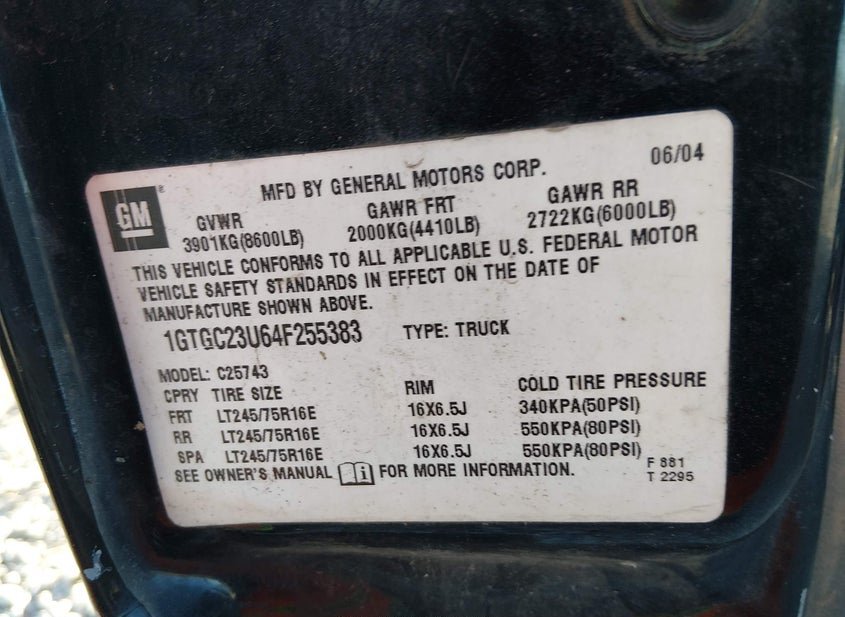 06/04
GM
MFD BY GENERAL MOTORS CORP.
GVWR GAWR FRT GAWR RR
3901KG(8600LB) 2000KG(4410LB) 2722KG(6000LB)
THIS VEHICLE CONFORMS TO ALL APPLICABLE U.S. FEDERAL MOTOR
VEHICLE SAFETY STANDARDS IN EFFECT ON THE DATE OF
MANUFACTURE SHOWN ABOVE.
1GTGC23U64F255383 TYPE: TRUCK
MODEL: C25743
CPRY TIRE SIZE RIM COLD TIRE PRESSURE
FRT LT245/75R16E 16X6.5J 340KPA(50PSI)
RR LT245/75R16E 16X6.5J 550KPA(80PSI)
SPA LT245/75R16E 16X6.5J 550KPA(80PSI)
SEE OWNER'S MANUAL i FOR MORE INFORMATION.
F 881
T 2295